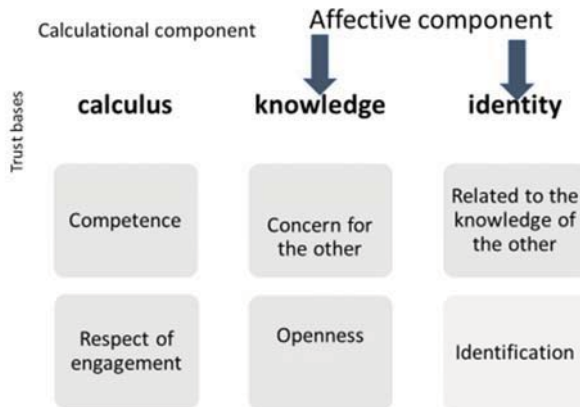 Calculational component
Affective component
Trust bases
calculus
knowledge
identity
Competence
Concern for
the other
Related to the
knowledge of
the other
Respect of
engagement
Openness
Identification